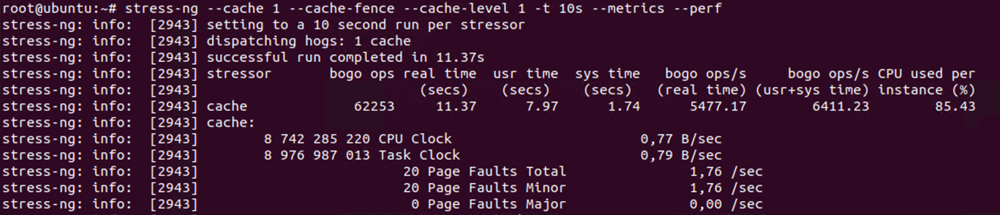 root@ubuntu:~# stress-ng --cache 1 --cache-fence --cache-level 1 -t 10s --metrics --perf
stress-ng: info:  [2943] setting to a 10 second run per stressor
stress-ng: info:  [2943] dispatching hogs: 1 cache
stress-ng: info:  [2943] successful run completed in 11.37s
stress-ng: info:  [2943] stressor       bogo ops real time  usr time  sys time   bogo ops/s     bogo ops/s CPU used per
stress-ng: info:  [2943]                           (secs)    (secs)    (secs)   (real time) (usr+sys time) instance (%)
stress-ng: info:  [2943] cache             62253     11.37      7.97      1.74      5477.17        6411.23        85.43
stress-ng: info:  [2943] cache:
stress-ng: info:  [2943]        8 742 285 220 CPU Clock                       0,77 B/sec
stress-ng: info:  [2943]        8 976 987 013 Task Clock                      0,79 B/sec
stress-ng: info:  [2943]                         20 Page Faults Total               1,76 /sec
stress-ng: info:  [2943]                         20 Page Faults Minor               1,76 /sec
stress-ng: info:  [2943]                          0 Page Faults Major               0,00 /sec